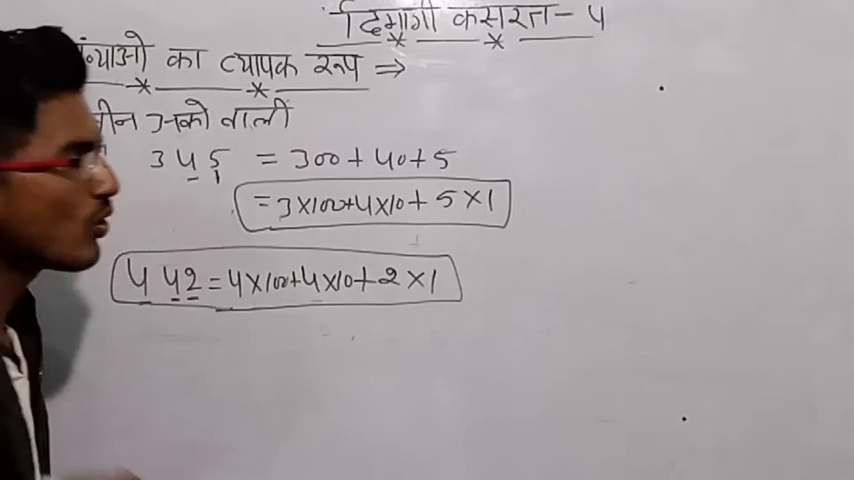 दिमागी कसरत - 4
संख्याओ का व्यापक रूप ⇒
तीन अंको वाली
345 = 300+40+5
= 3×100+4×10+5×1
442 = 4×100+4×10+2×1